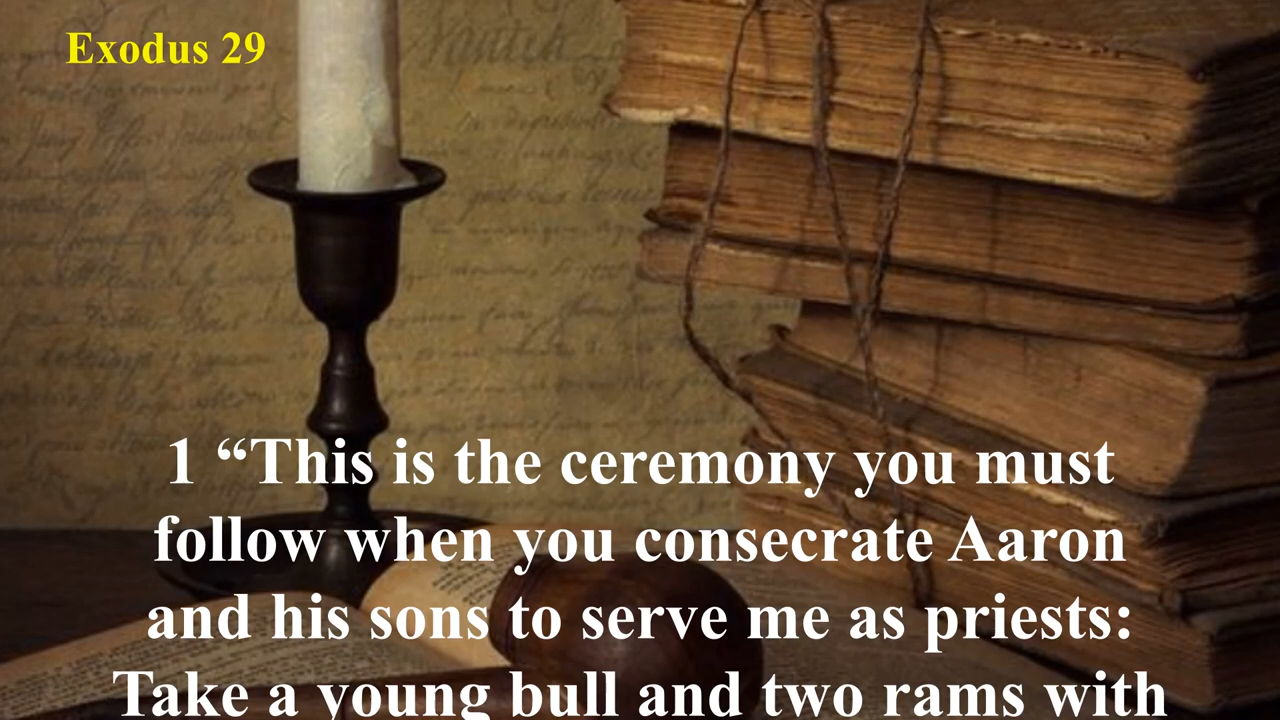 Exodus 29
1 “This is the ceremony you must
follow when you consecrate Aaron
and his sons to serve me as priests:
Take a young bull and two rams with